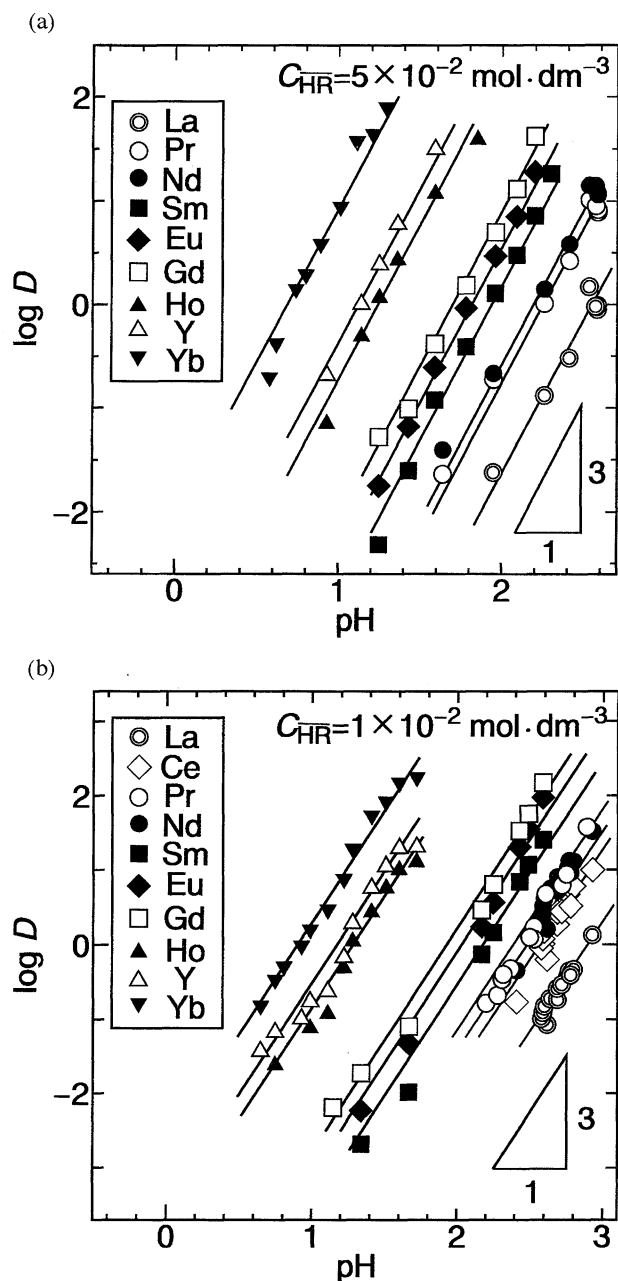 (a)
C_HR=5×10⁻² mol·dm⁻³
La
Pr
Nd
Sm
Eu
Gd
Ho
Y
Yb
2
0
−2
log D
0
1
2
pH
3
1
(b)
C_HR=1×10⁻² mol·dm⁻³
La
Ce
Pr
Nd
Sm
Eu
Gd
Ho
Y
Yb
2
0
−2
log D
0
1
2
3
pH
3
1